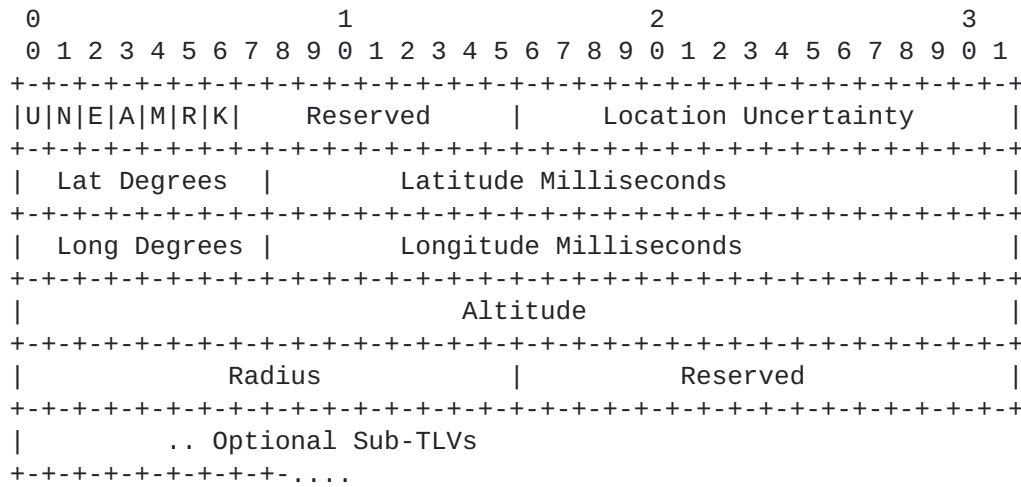 0                   1                   2                   3
 0 1 2 3 4 5 6 7 8 9 0 1 2 3 4 5 6 7 8 9 0 1 2 3 4 5 6 7 8 9 0 1
+-+-+-+-+-+-+-+-+-+-+-+-+-+-+-+-+-+-+-+-+-+-+-+-+-+-+-+-+-+-+-+-+
|U|N|E|A|M|R|K|    Reserved     |     Location Uncertainty      |
+-+-+-+-+-+-+-+-+-+-+-+-+-+-+-+-+-+-+-+-+-+-+-+-+-+-+-+-+-+-+-+-+
|  Lat Degrees  |        Latitude Milliseconds                  |
+-+-+-+-+-+-+-+-+-+-+-+-+-+-+-+-+-+-+-+-+-+-+-+-+-+-+-+-+-+-+-+-+
|  Long Degrees |        Longitude Milliseconds                 |
+-+-+-+-+-+-+-+-+-+-+-+-+-+-+-+-+-+-+-+-+-+-+-+-+-+-+-+-+-+-+-+-+
|                            Altitude                           |
+-+-+-+-+-+-+-+-+-+-+-+-+-+-+-+-+-+-+-+-+-+-+-+-+-+-+-+-+-+-+-+-+
|             Radius            |          Reserved             |
+-+-+-+-+-+-+-+-+-+-+-+-+-+-+-+-+-+-+-+-+-+-+-+-+-+-+-+-+-+-+-+-+
|         .. Optional Sub-TLVs
+-+-+-+-+-+-+-+-+-....